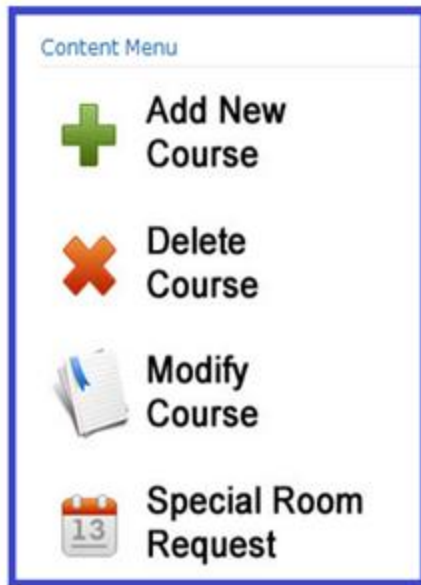 Content Menu
Add New
Course
Delete
Course
Modify
Course
Special Room
13
Request